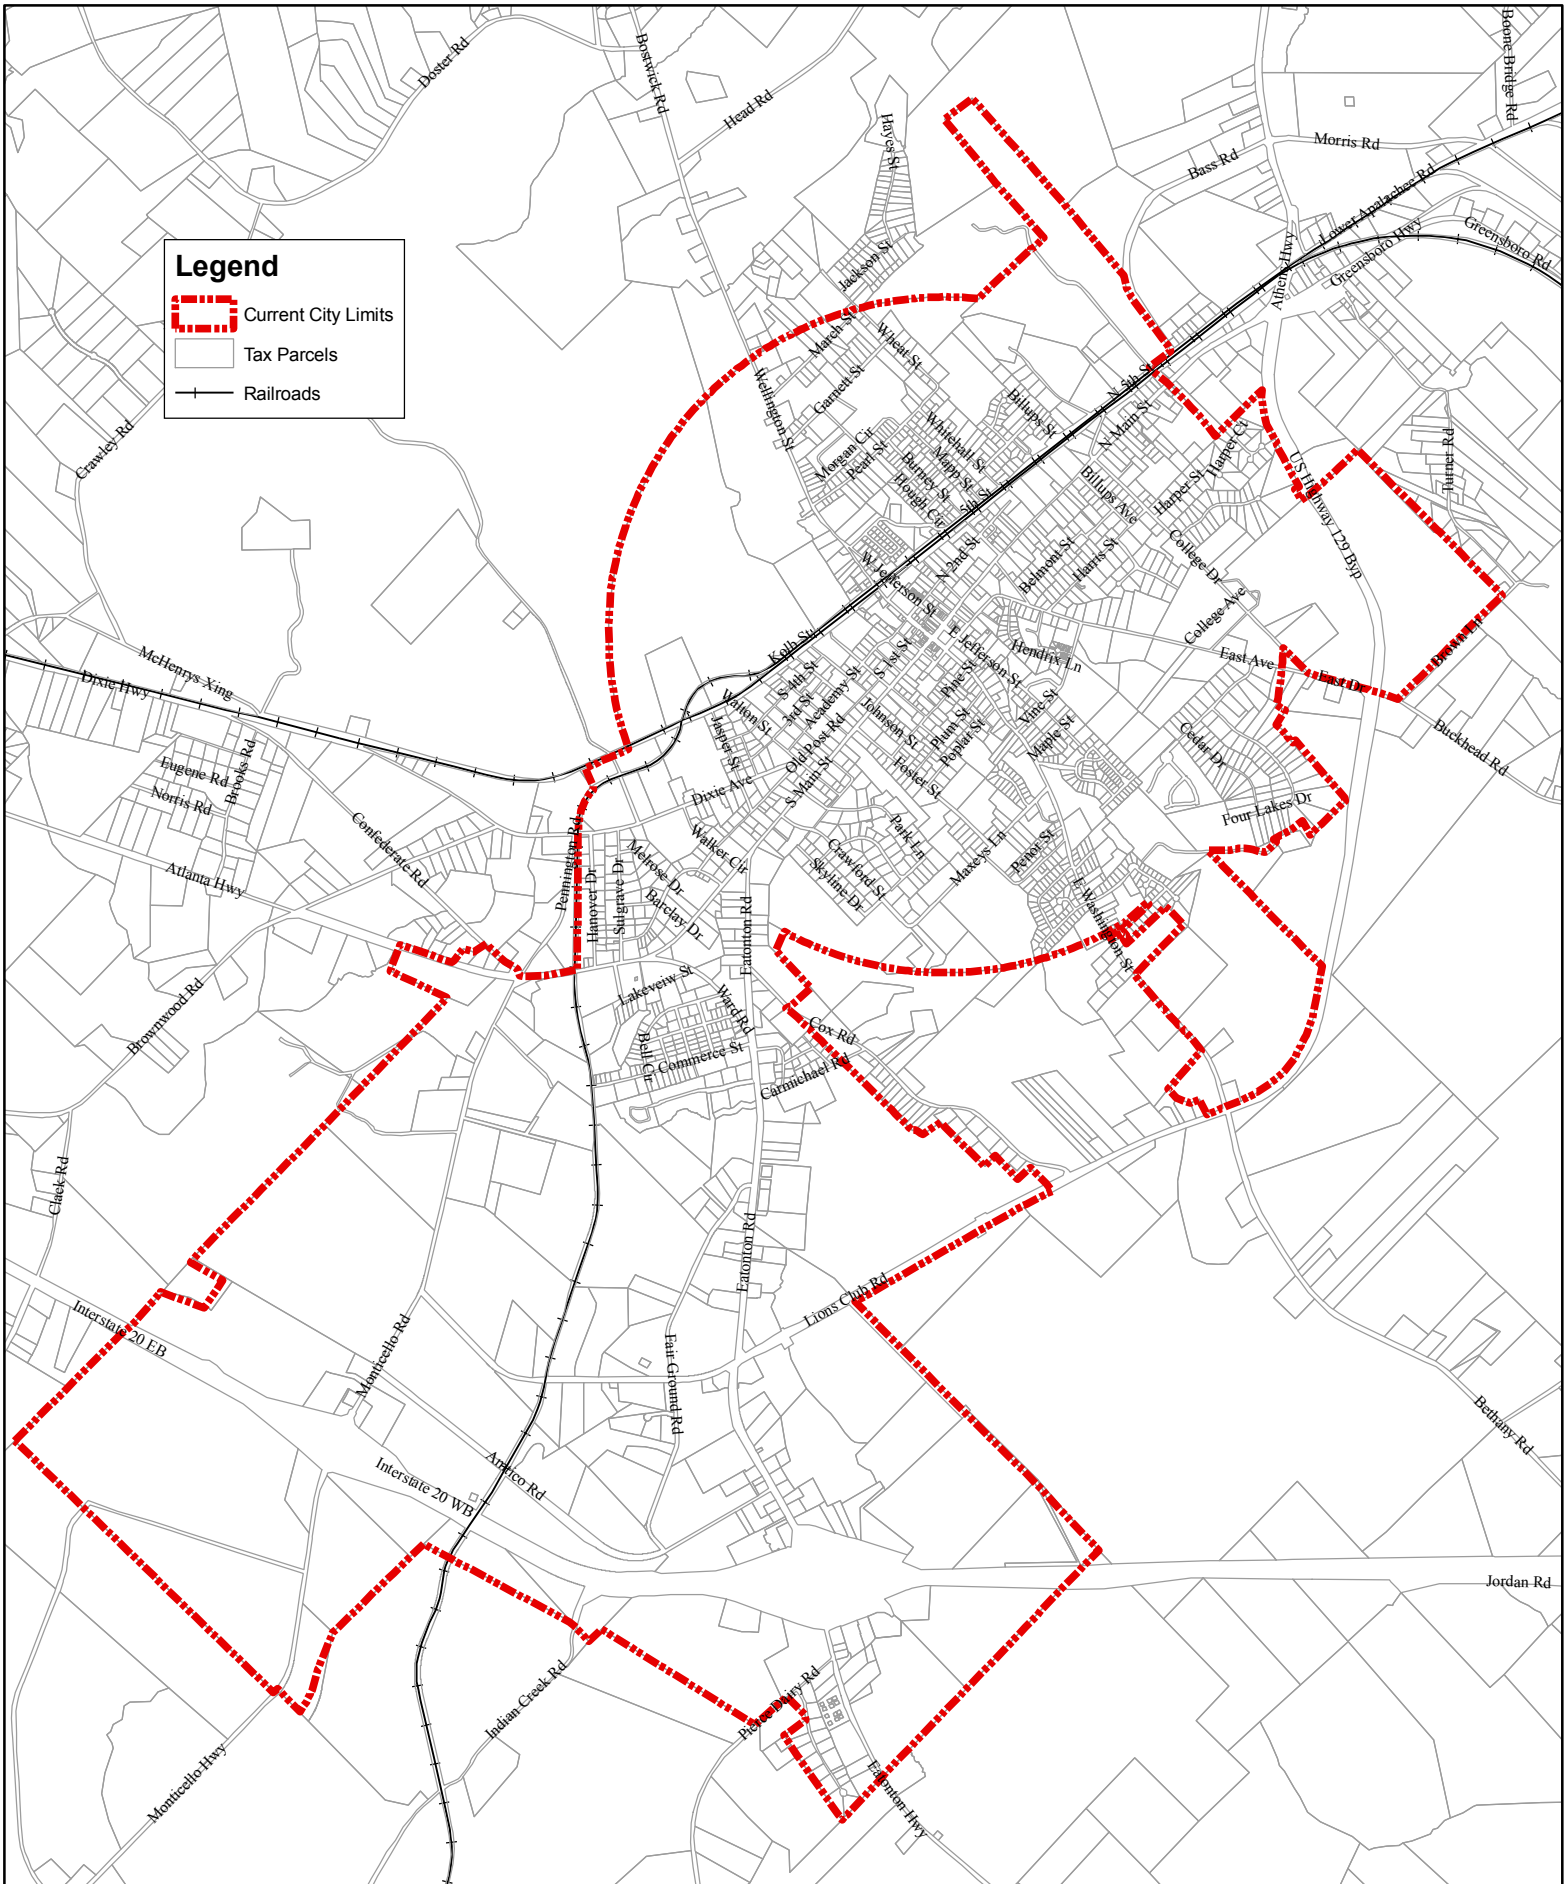 Doster Rd
Bostwick Rd
Head Rd
Hayes St
Boone Bridge Rd
Morris Rd
Bass Rd
Lower Apalachee Rd
Greensboro Hwy
Greensboro Rd
Athens Hwy
Jackson St
Legend
Current City Limits
Tax Parcels
Railroads
March St
Wheat St
Garnett St
Wellington St
Billups St
N 5th St
N Main St
Crawley Rd
Morgan Cir
Pearl St
Whitehall St
Mapp St
Burney St
Hough Cir
5th St
Billups Ave
Harper St
Harper Ct
US Highway 129 Byp
Turner Rd
W Jefferson St
N 2nd St
Belmont St
Harris St
College Dr
College Ave
East Ave
East Dr
Brown Ln
Buckhead Rd
McHenrys Xing
Dixie Hwy
Kolb St
S 4th St
3rd St
Academy St
S 1st St
E Jefferson St
Hendrix Ln
Pine St
Vine St
Maple St
Walton St
Jasper St
Old Post Rd
Johnson St
Plum St
Poplar St
Cedar Dr
Eugene Rd
Brooks Rd
Dixie Ave
S Main St
Foster St
Four Lakes Dr
Confederate Rd
Atlanta Hwy
Pennington Rd
Hanover Dr
Sulgrave Dr
Melrose Dr
Walker Cir
Barclay Dr
Park Ln
Crawford St
Skyline Dr
Maxeys Ln
Penor St
E Washington St
Eatonton Rd
Brownwood Rd
Lakeveiw St
Ward Rd
Bell Cir
Commerce St
Cox Rd
Carmichael Rd
Clack Rd
Eatonton Rd
Interstate 20 EB
Monticello Rd
Lions Club Rd
Fair Ground Rd
Bethany Rd
Interstate 20 WB
Amtico Rd
Jordan Rd
Indian Creek Rd
Pierce Dairy Rd
Monticello Hwy
Eatonton Hwy